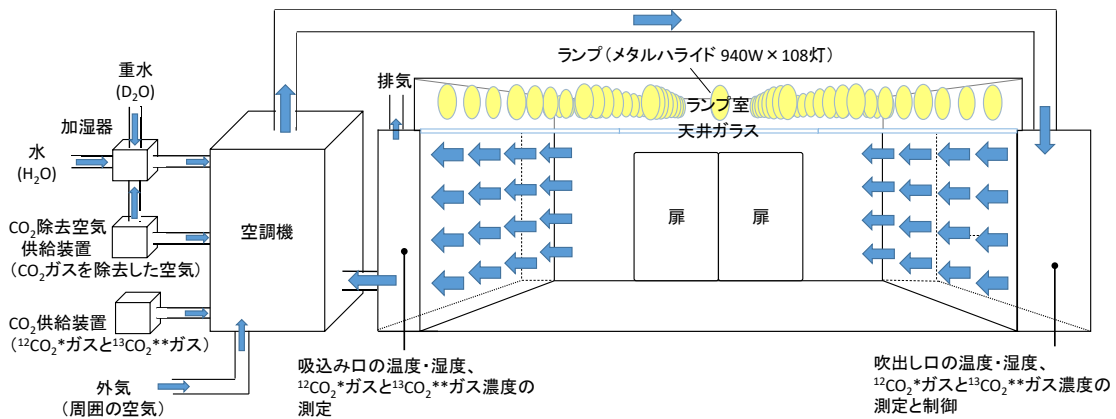 ランプ(メタルハライド 940W×108灯)
重水
(D₂O)
排気
ランプ室
天井ガラス
加湿器
水
(H₂O)
CO₂除去空気
供給装置
(CO₂ガスを除去した空気)
空調機
扉
扉
CO₂供給装置
(¹²CO₂*ガスと¹³CO₂**ガス)
外気
(周囲の空気)
吸込み口の温度・湿度、
¹²CO₂*ガスと¹³CO₂**ガス濃度の
測定
吹出し口の温度・湿度、
¹²CO₂*ガスと¹³CO₂**ガス濃度の
測定と制御